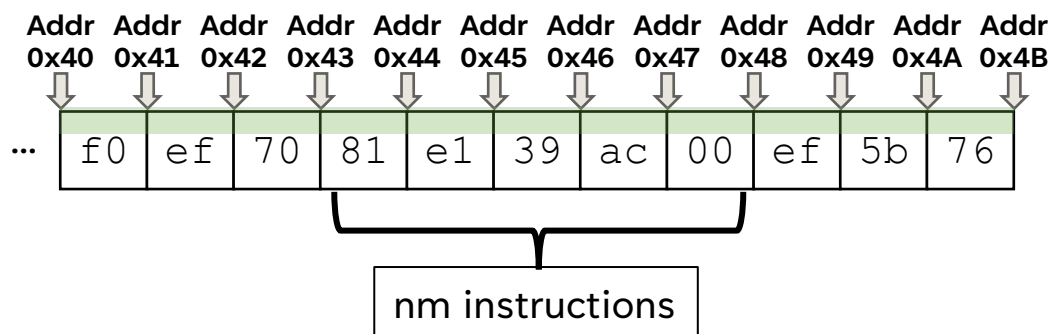 Addr Addr Addr Addr Addr Addr Addr Addr Addr Addr Addr Addr
0x40 0x41 0x42 0x43 0x44 0x45 0x46 0x47 0x48 0x49 0x4A 0x4B
... f0 ef 70 81 e1 39 ac 00 ef 5b 76
nm instructions